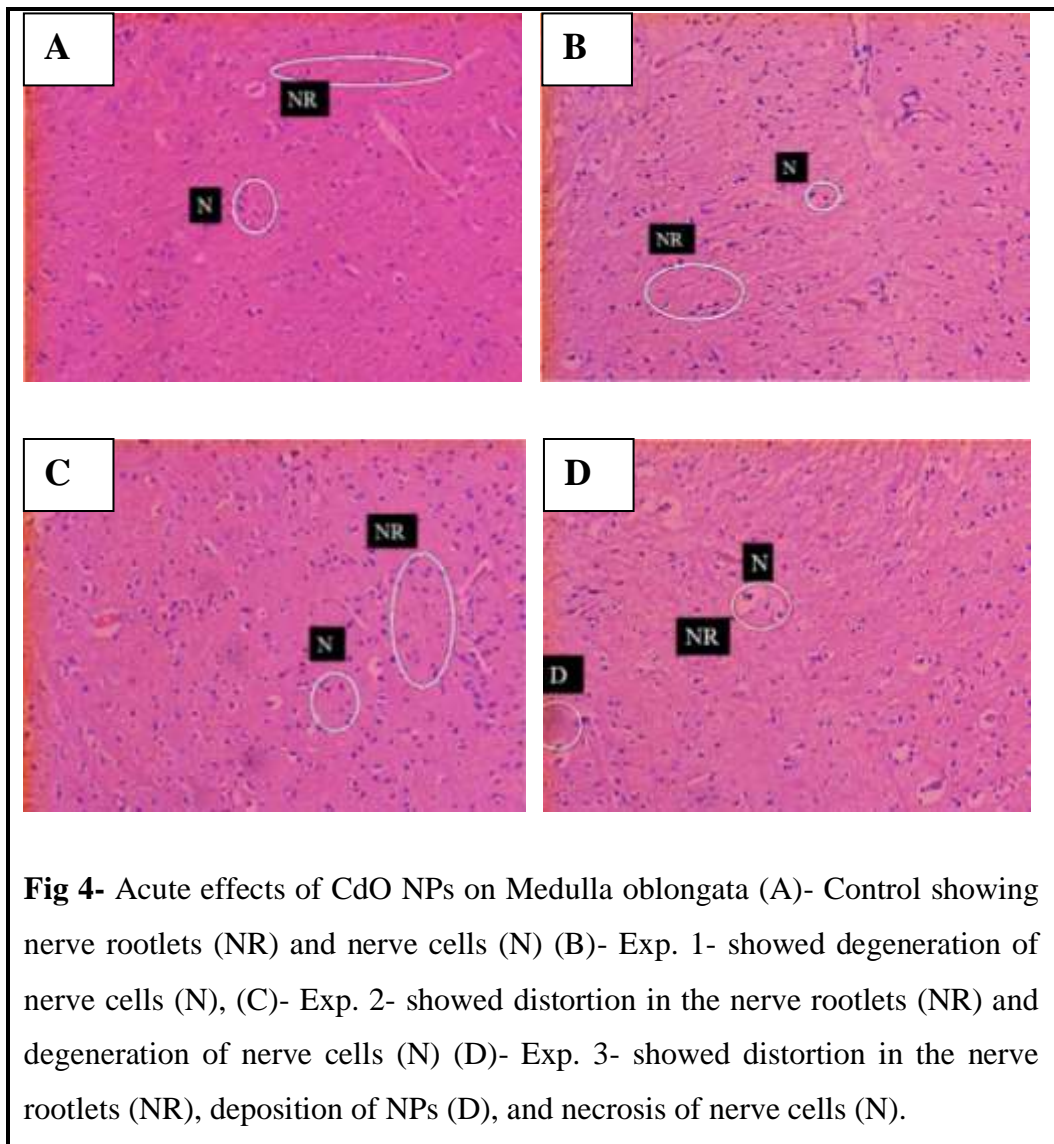 A
NR
N
B
N
NR
C
NR
N
D
N
NR
D
Fig 4- Acute effects of CdO NPs on Medulla oblongata (A)- Control showing
nerve rootlets (NR) and nerve cells (N) (B)- Exp. 1- showed degeneration of
nerve cells (N), (C)- Exp. 2- showed distortion in the nerve rootlets (NR) and
degeneration of nerve cells (N) (D)- Exp. 3- showed distortion in the nerve
rootlets (NR), deposition of NPs (D), and necrosis of nerve cells (N).